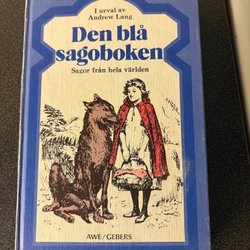 I urval av
Andrew Lang
Den blå
sagoboken
Sagor från hela världen
AWE/GEBERS